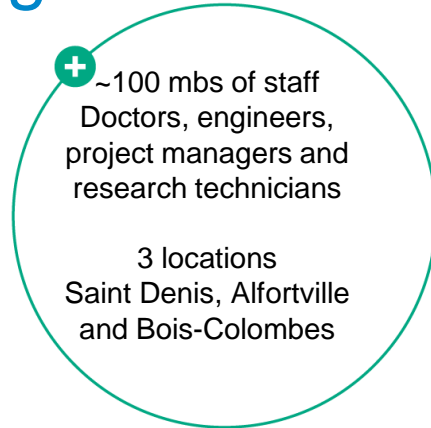 g
~100 mbs of staff
Doctors, engineers,
project managers and
research technicians
3 locations
Saint Denis, Alfortville
and Bois-Colombes